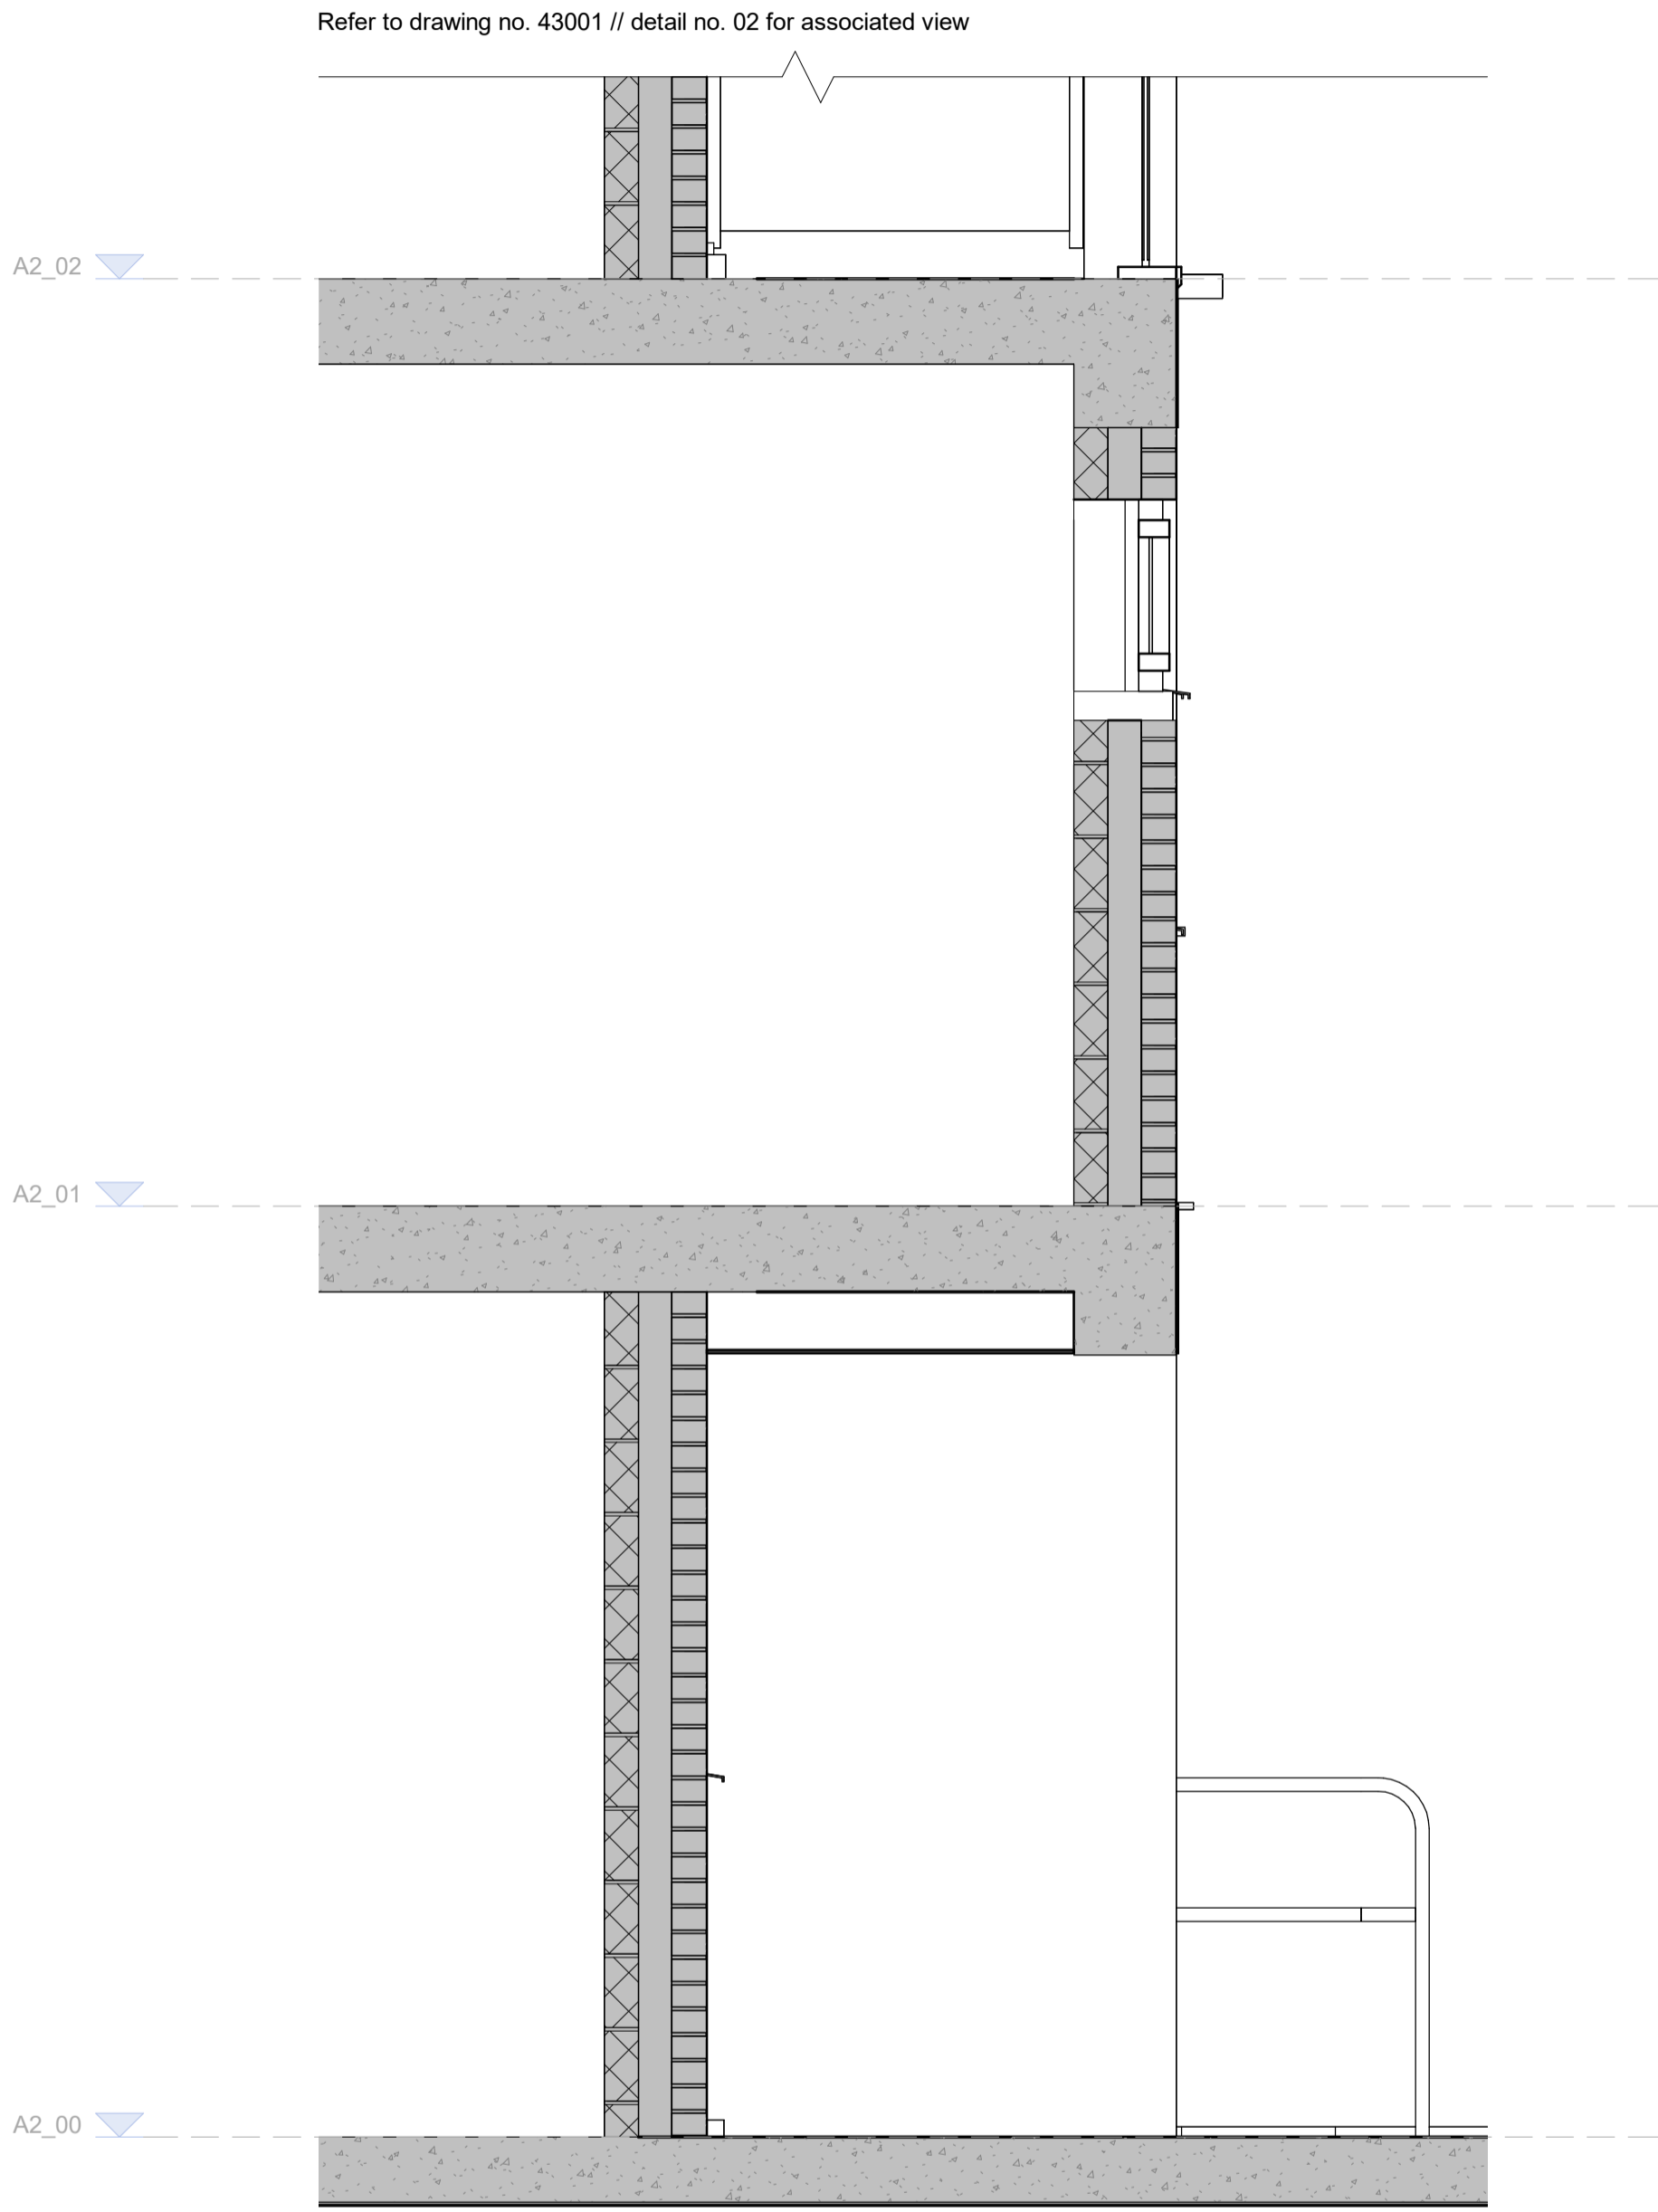 Refer to drawing no. 43001 // detail no. 02 for associated view
A2_02
A2_01
A2_00